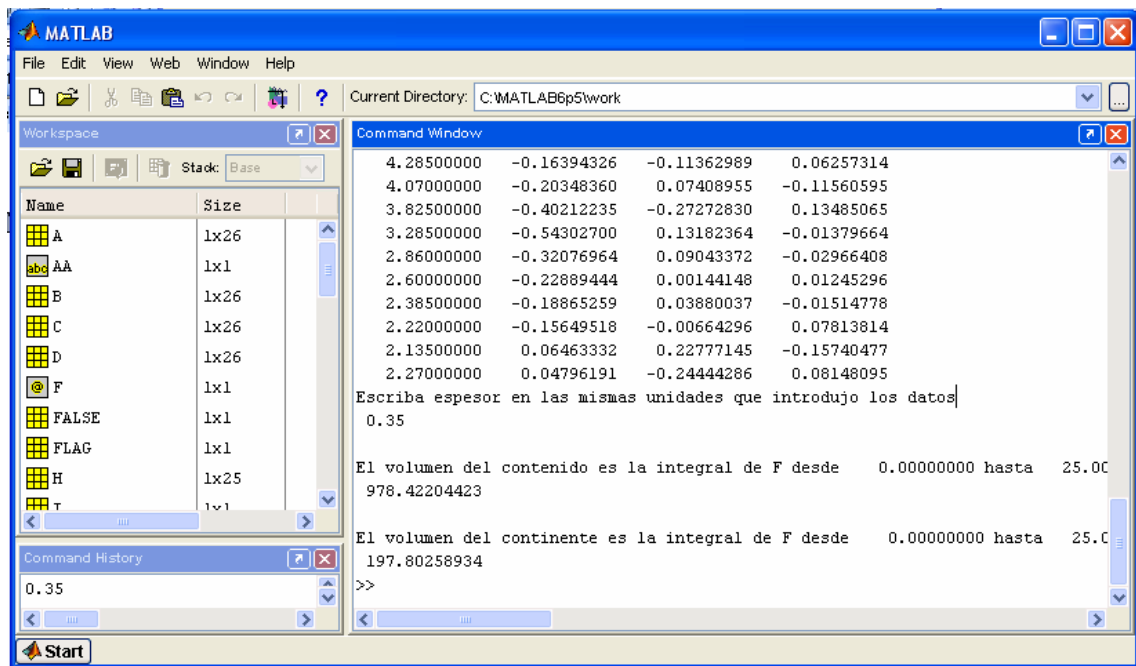 MATLAB
File Edit View Web Window Help
? Current Directory: C:\MATLAB6p5\work ...
Workspace
Stack: Base
Name Size
A 1x26
abc AA 1x1
B 1x26
C 1x26
D 1x26
@ F 1x1
FALSE 1x1
FLAG 1x1
H 1x25
Command History
0.35
Command Window
4.28500000 -0.16394326 -0.11362989 0.06257314
4.07000000 -0.20348360 0.07408955 -0.11560595
3.82500000 -0.40212235 -0.27272830 0.13485065
3.28500000 -0.54302700 0.13182364 -0.01379664
2.86000000 -0.32076964 0.09043372 -0.02966408
2.60000000 -0.22889444 0.00144148 0.01245296
2.38500000 -0.18865259 0.03880037 -0.01514778
2.22000000 -0.15649518 -0.00664296 0.07813814
2.13500000 0.06463332 0.22777145 -0.15740477
2.27000000 0.04796191 -0.24444286 0.08148095
Escriba espesor en las mismas unidades que introdujo los datos
0.35
El volumen del contenido es la integral de F desde 0.00000000 hasta 25.00
978.42204423
El volumen del continente es la integral de F desde 0.00000000 hasta 25.0
197.80258934
>>
Start